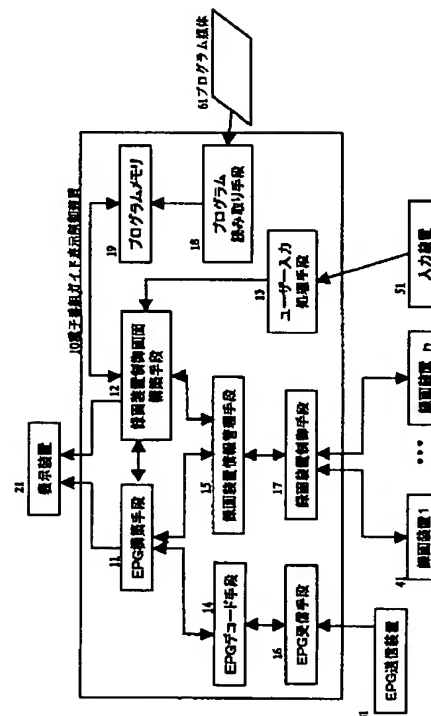 21
表示装置
10電子番組ガイド表示制御装置
11
EPG構築手段
12
録画装置制御画面
構築手段
19
プログラムメモリ
18
プログラム
読み取り手段
61プログラム媒体
13
ユーザー入力
処理手段
15
録画装置情報管理手段
14
EPGデコード手段
17
録画装置制御手段
16
EPG受信手段
EPG送信装置
41
録画装置1
・・・
録画装置
51
入力装置